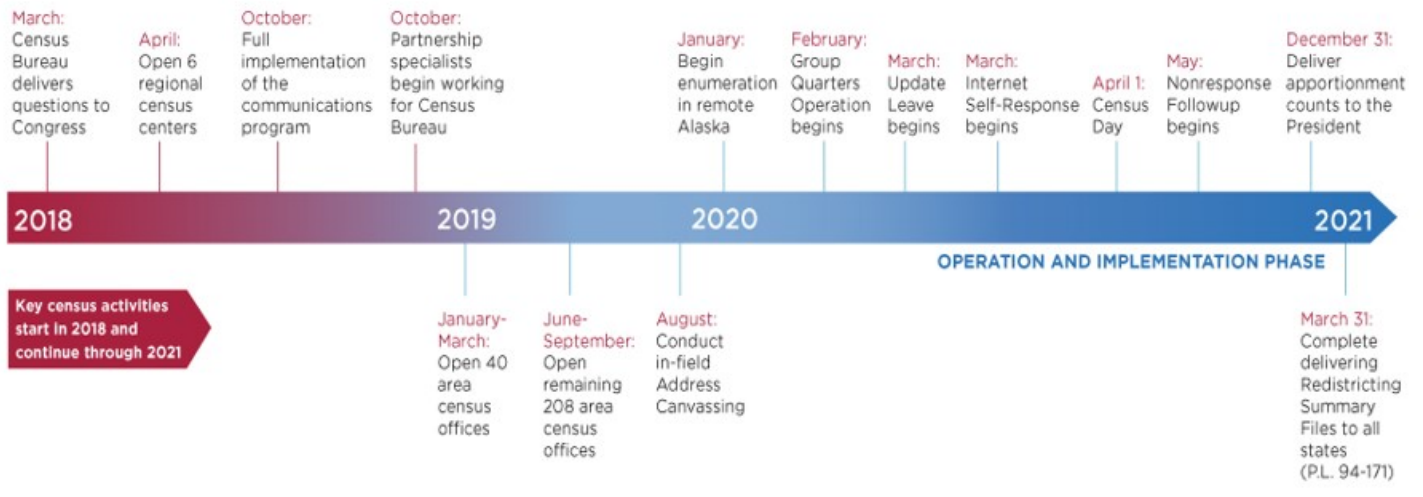 March:
Census
Bureau
delivers
questions to
Congress
April:
Open 6
regional
census
centers
October:
Full
implementation
of the
communications
program
October:
Partnership
specialists
begin working
for Census
Bureau
January:
Begin
enumeration
in remote
Alaska
February:
Group
Quarters
Operation
begins
March:
Update
Leave
begins
March:
Internet
Self-Response
begins
April 1:
Census
Day
May:
Nonresponse
Followup
begins
December 31:
Deliver
apportionment
counts to the
President
2018
2019
2020
2021
OPERATION AND IMPLEMENTATION PHASE
Key census activities
start in 2018 and
continue through 2021
January-
March:
Open 40
area
census
offices
June-
September:
Open
remaining
208 area
census
offices
August:
Conduct
in-field
Address
Canvassing
March 31:
Complete
delivering
Redistricting
Summary
Files to all
states
(P.L. 94-171)